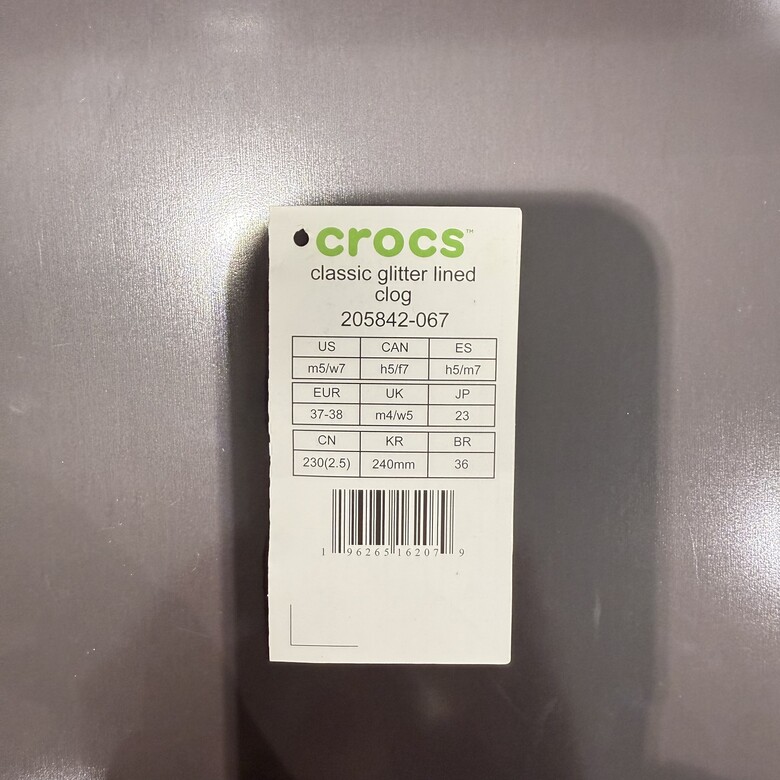 crocs™
classic glitter lined
clog
205842-067
US CAN ES
m5/w7 h5/f7 h5/m7
EUR UK JP
37-38 m4/w5 23
CN KR BR
230(2.5) 240mm 36
1 96265 16207 9